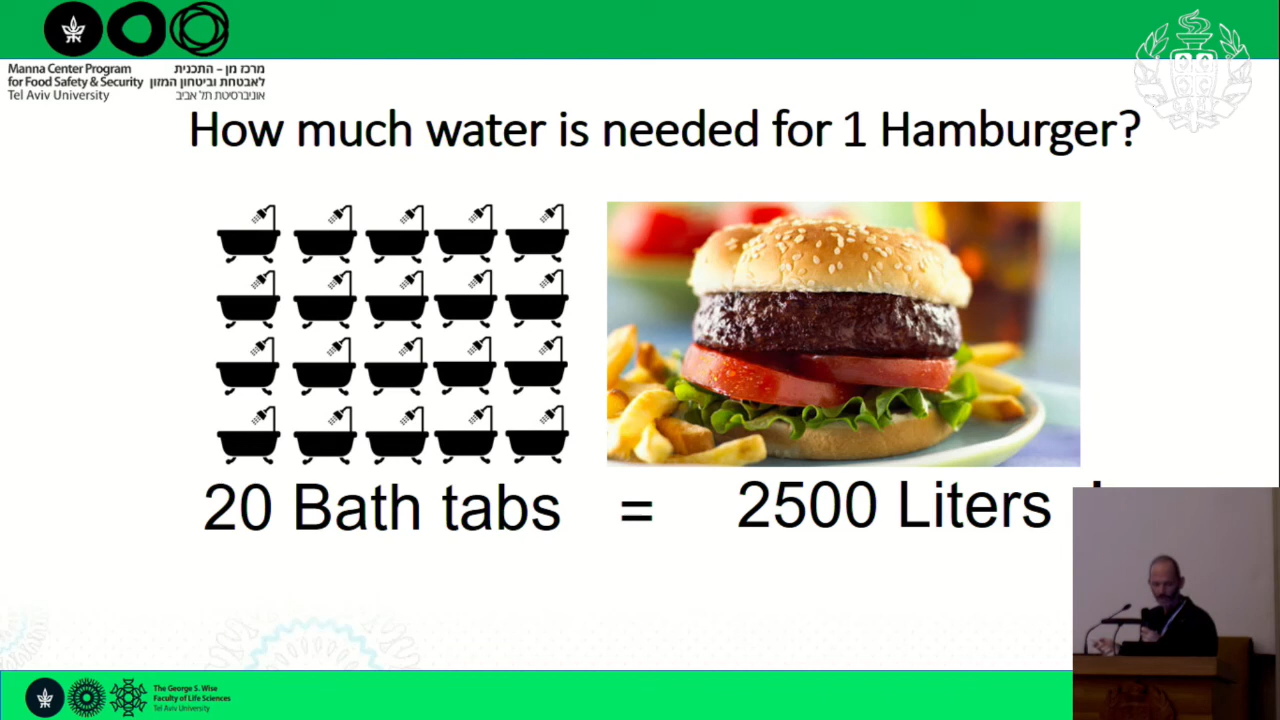 Manna Center Program
for Food Safety & Security
Tel Aviv University
מרכז מן – התכנית
לאבטחת וביטחון המזון
אוניברסיטת תל אביב
How much water is needed for 1 Hamburger?
20 Bath tabs = 2500 Liters
The George S. Wise
Faculty of Life Sciences
Tel Aviv University